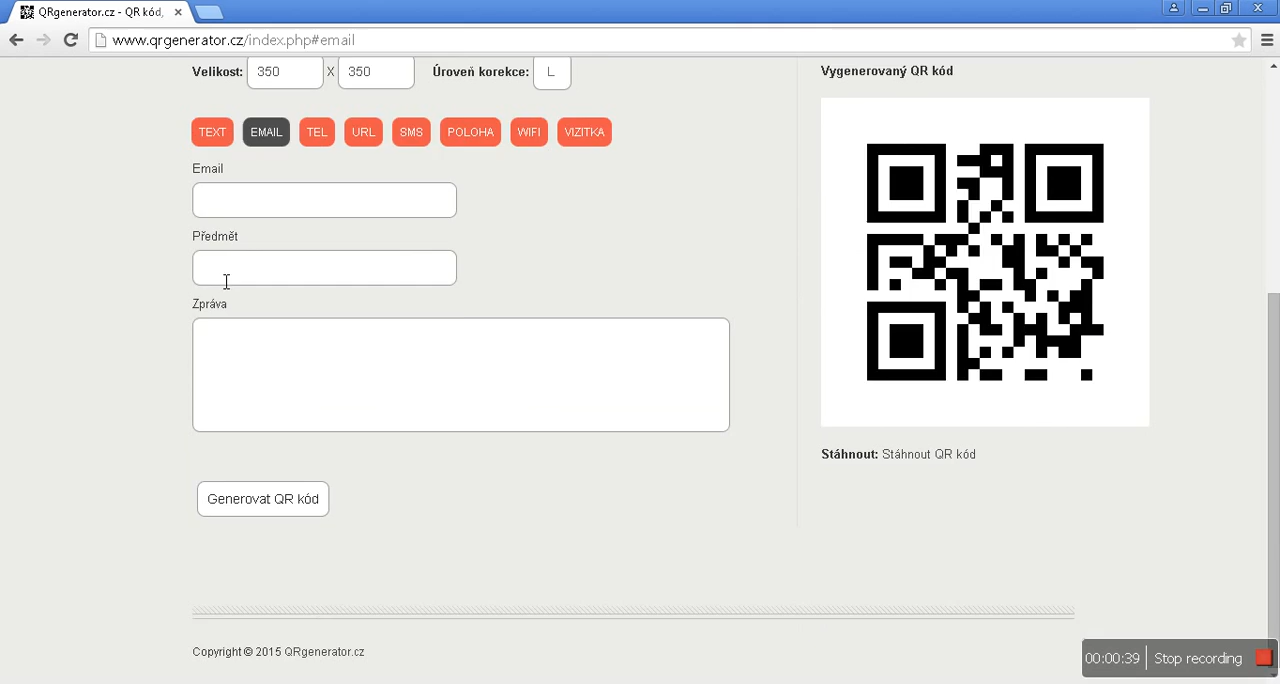 QRgenerator.cz - QR kód,
www.qrgenerator.cz/index.php#email
Velikost: 350 X 350 Úroveň korekce: L
TEXT EMAIL TEL URL SMS POLOHA WIFI VIZITKA
Email
Předmět
Zpráva
Generovat QR kód
Vygenerovaný QR kód
Stáhnout: Stáhnout QR kód
Copyright © 2015 QRgenerator.cz
00:00:39 Stop recording